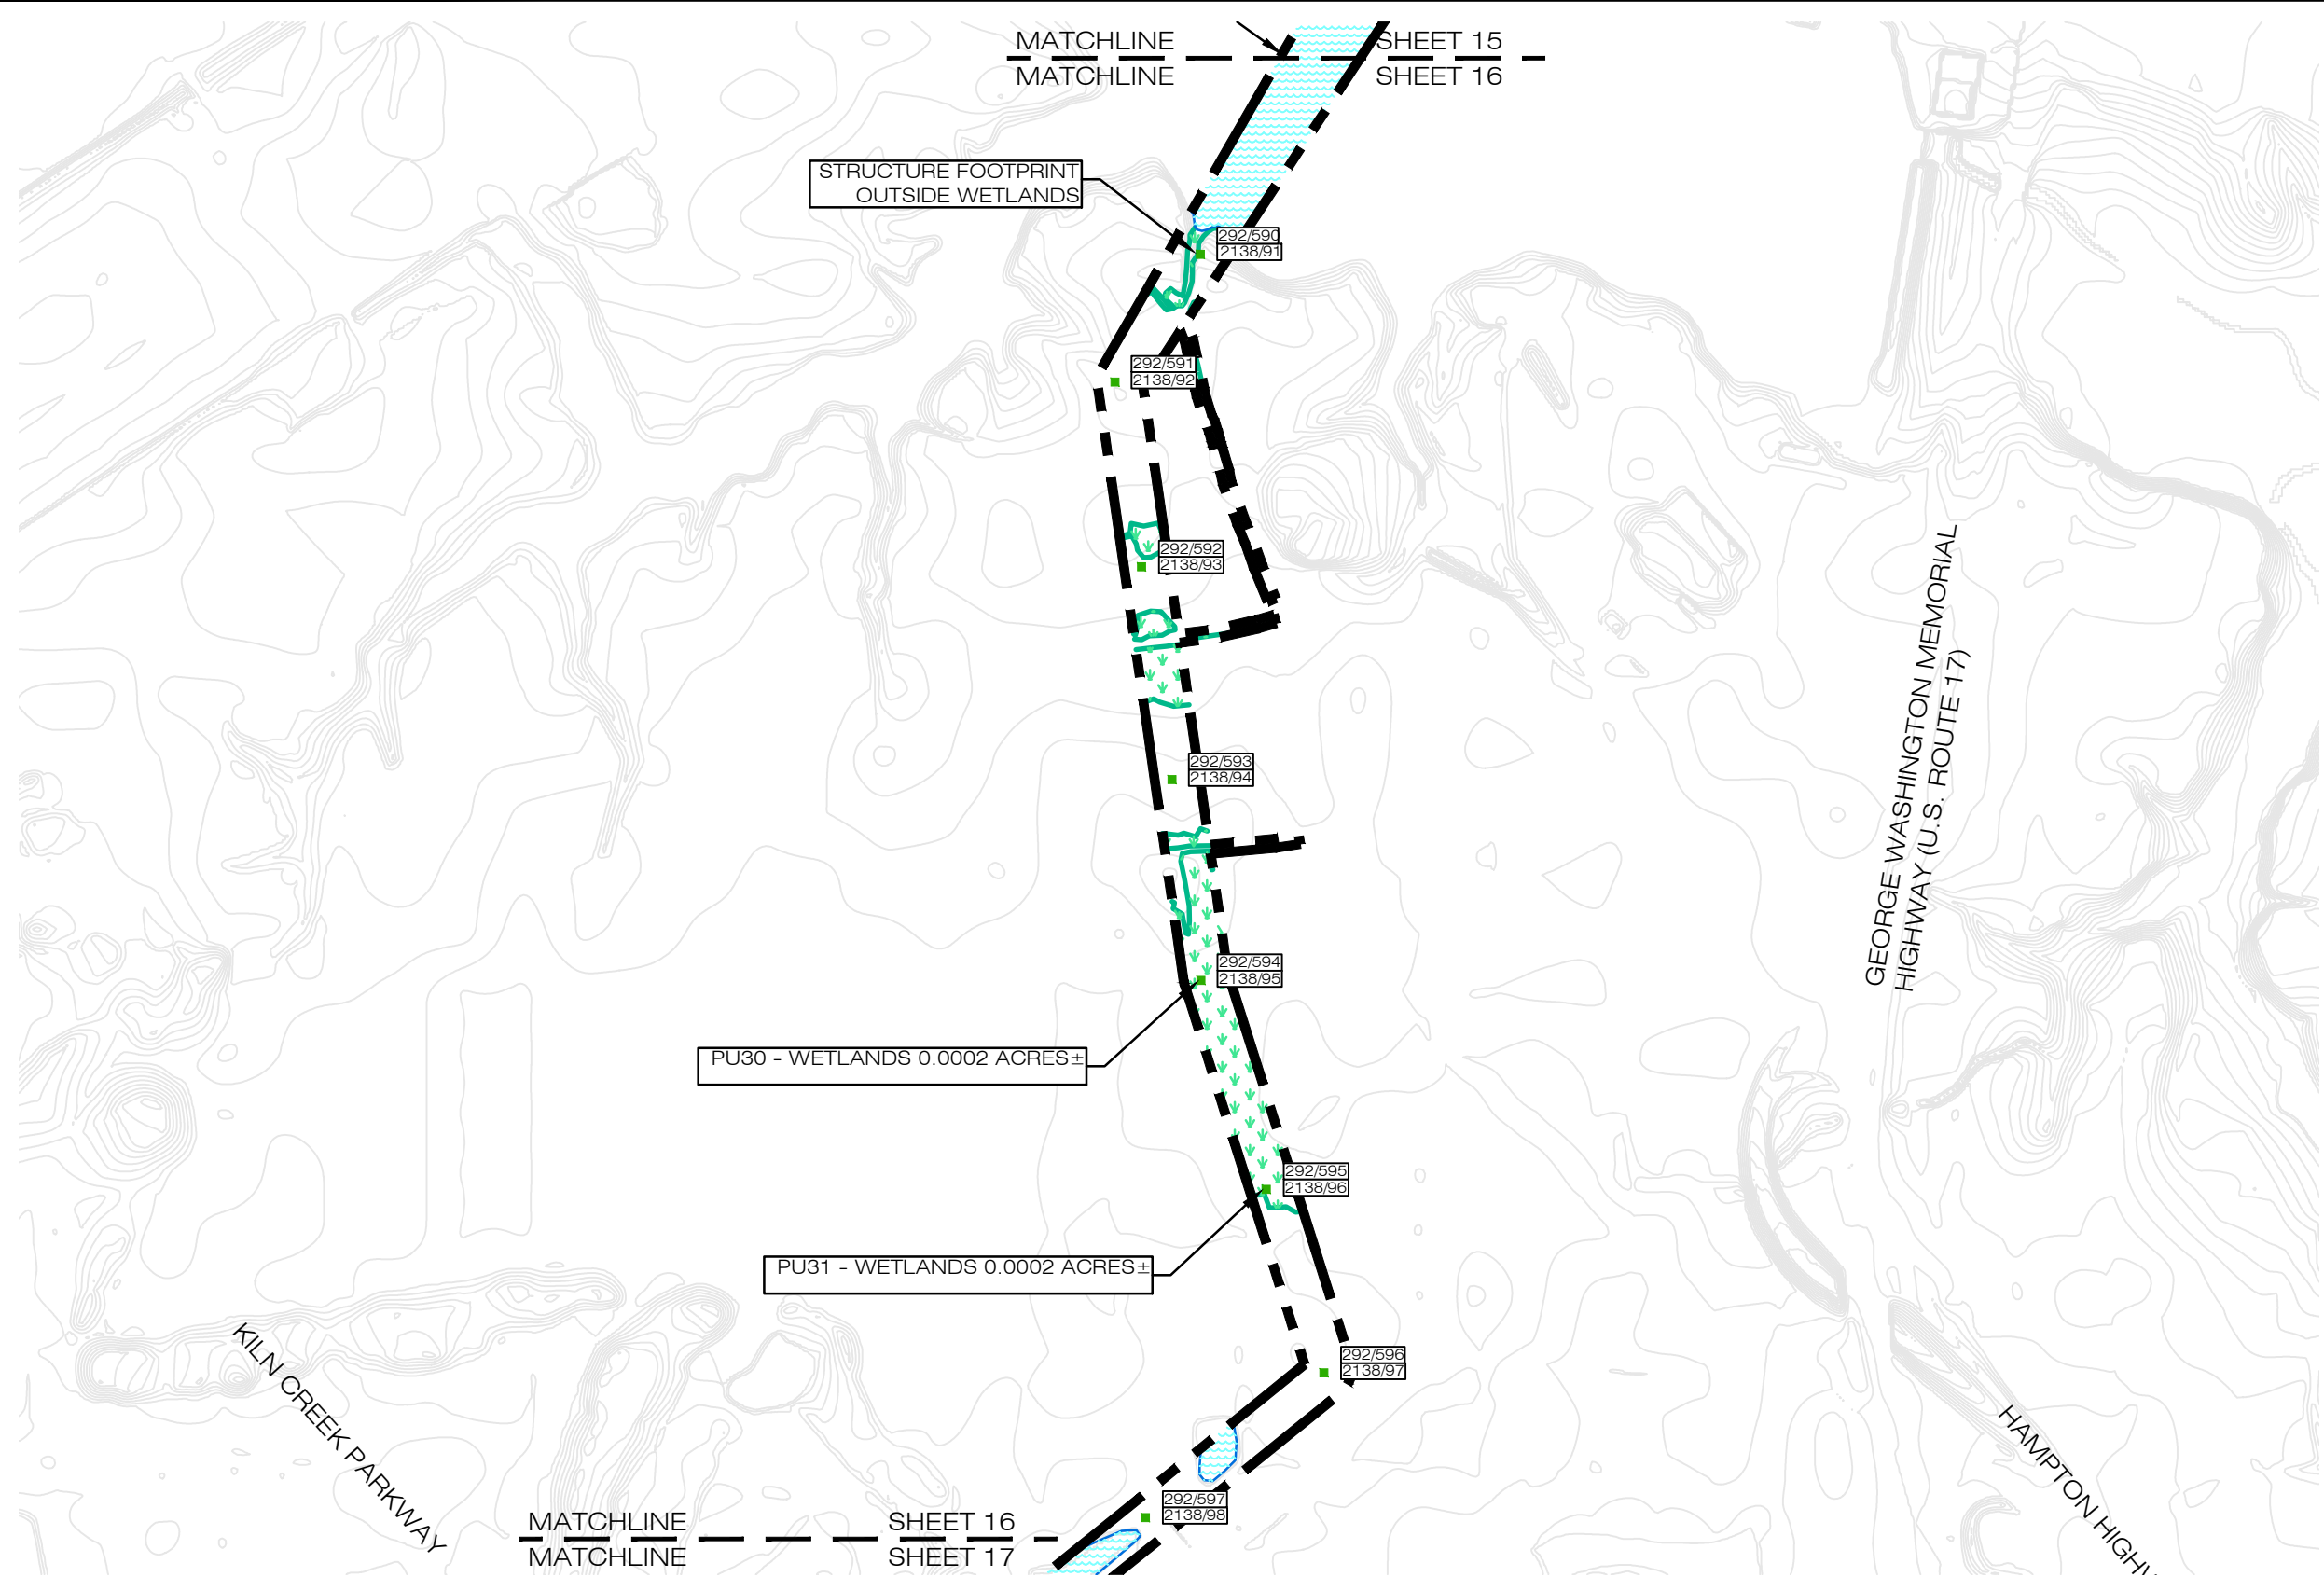 MATCHLINE SHEET 15
MATCHLINE SHEET 16
STRUCTURE FOOTPRINT
OUTSIDE WETLANDS
292/590
2138/91
292/591
2138/92
292/592
2138/93
292/593
2138/94
GEORGE WASHINGTON MEMORIAL
HIGHWAY (U.S. ROUTE 17)
292/594
2138/95
PU30 - WETLANDS 0.0002 ACRES±
292/595
2138/96
PU31 - WETLANDS 0.0002 ACRES±
292/596
2138/97
KILN CREEK PARKWAY
HAMPTON
292/597
2138/98
MATCHLINE SHEET 16
MATCHLINE SHEET 17